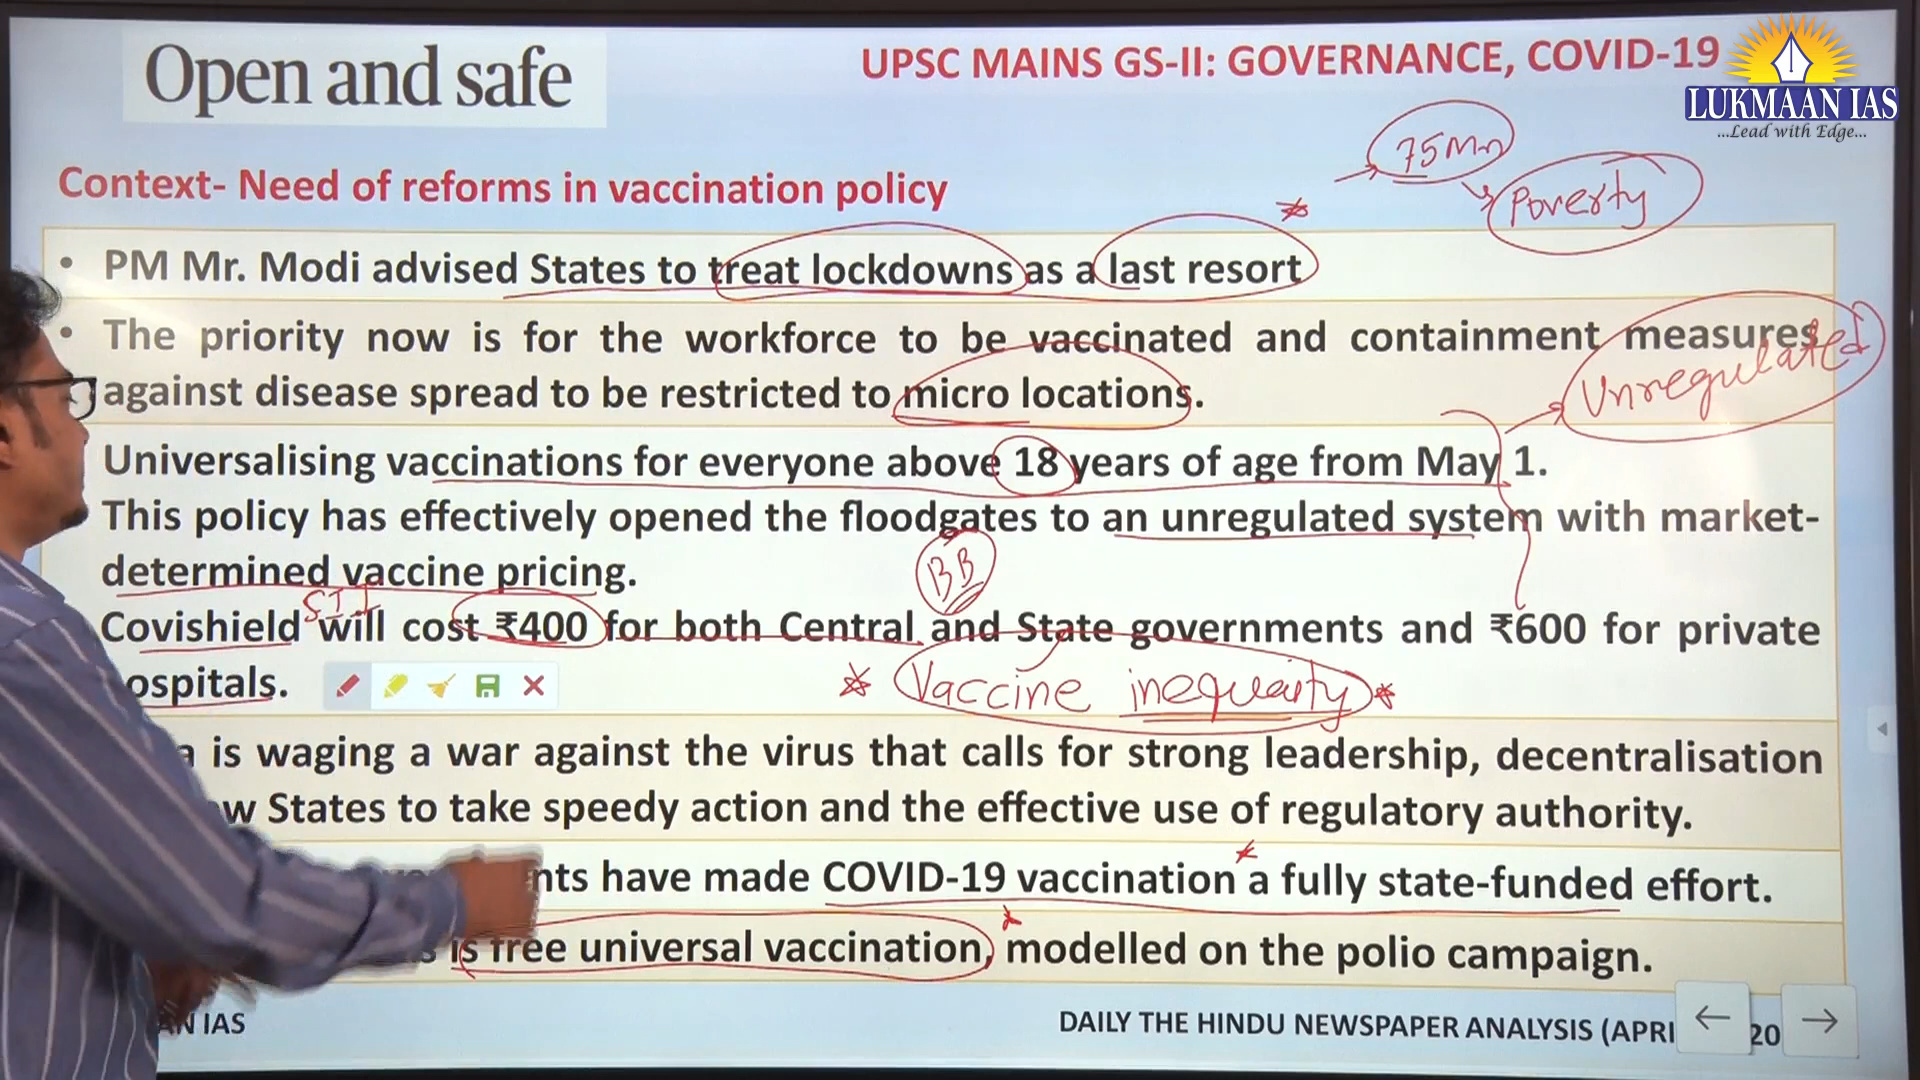 Open and safe
UPSC MAINS GS-II: GOVERNANCE, COVID-19
LUKMAAN IAS
...Lead with Edge...
75Mn
Poverty
Context- Need of reforms in vaccination policy
• PM Mr. Modi advised States to treat lockdowns as a last resort
• The priority now is for the workforce to be vaccinated and containment measures
against disease spread to be restricted to micro locations.
Unregulated
Universalising vaccinations for everyone above 18 years of age from May 1.
This policy has effectively opened the floodgates to an unregulated system with market-
determined vaccine pricing.
BB
SII
Covishield will cost ₹400 for both Central and State governments and ₹600 for private
ospitals.
Vaccine inequality
a is waging a war against the virus that calls for strong leadership, decentralisation
w States to take speedy action and the effective use of regulatory authority.
nts have made COVID-19 vaccination a fully state-funded effort.
is free universal vaccination, modelled on the polio campaign.
AN IAS
DAILY THE HINDU NEWSPAPER ANALYSIS (APRI 20